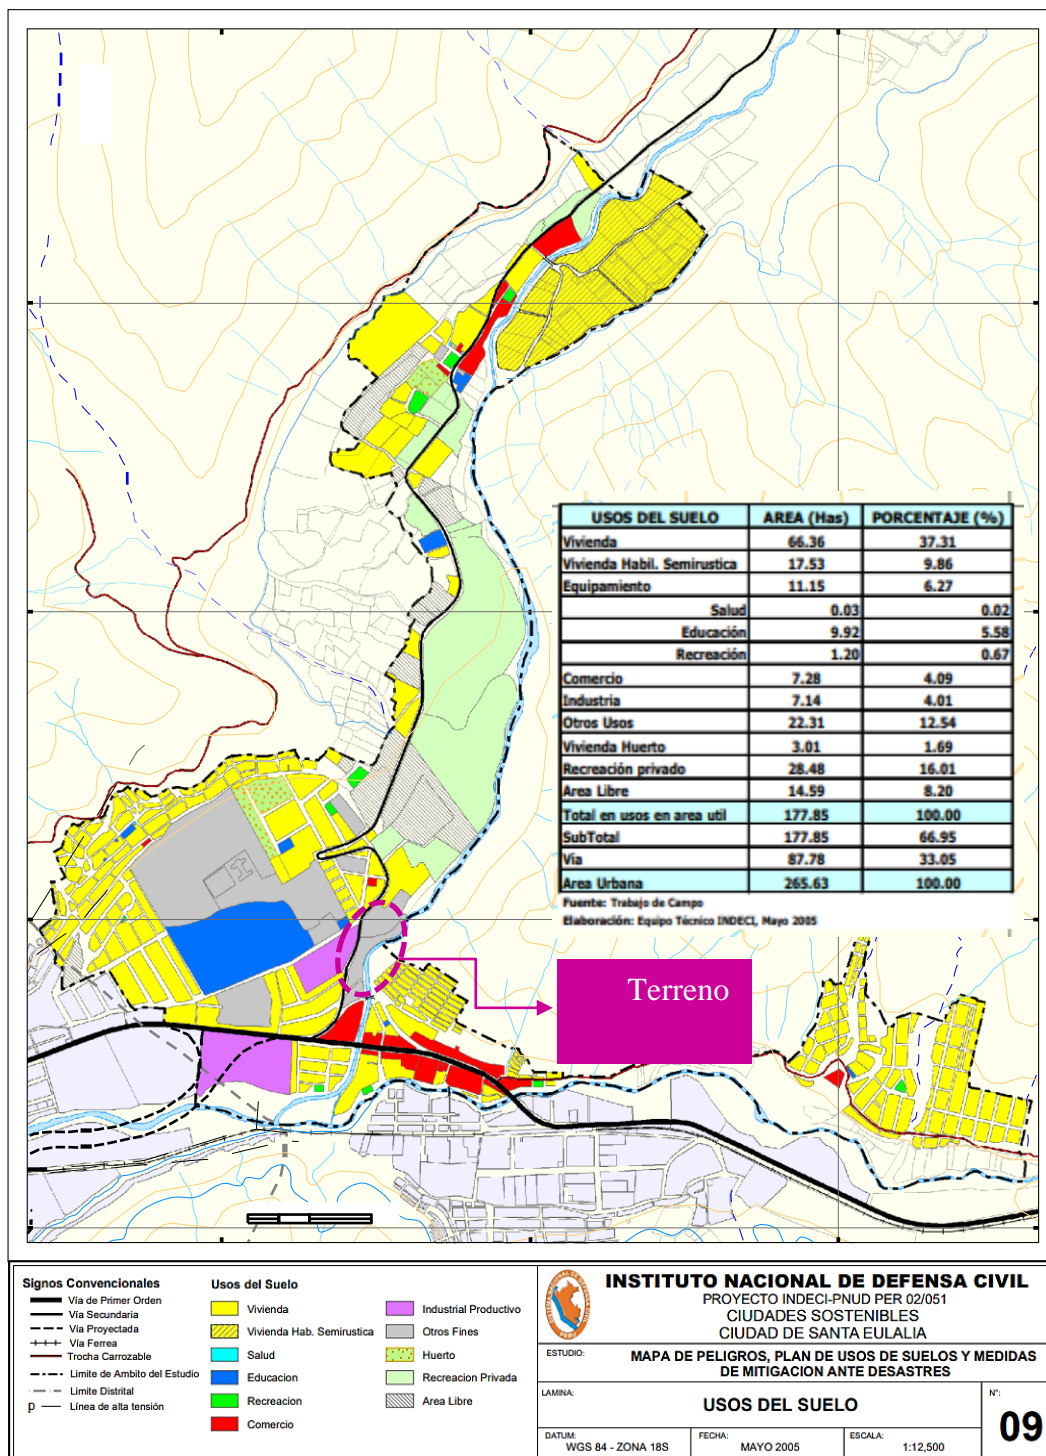 USOS DEL SUELO AREA (Has) PORCENTAJE (%)
Vivienda 66.36 37.31
Vivienda Habil. Semirustica 17.53 9.86
Equipamiento 11.15 6.27
Salud 0.03 0.02
Educación 9.92 5.58
Recreación 1.20 0.67
Comercio 7.28 4.09
Industria 7.14 4.01
Otros Usos 22.31 12.54
Vivienda Huerto 3.01 1.69
Recreación privado 28.48 16.01
Area Libre 14.59 8.20
Total en usos en area util 177.85 100.00
SubTotal 177.85 66.95
Via 87.78 33.05
Area Urbana 265.63 100.00
Fuente: Trabajo de Campo
Elaboración: Equipo Técnico INDECI, Mayo 2005
Terreno
Signos Convencionales
Vía de Primer Orden
Vía Secundaria
Vía Proyectada
Vía Ferrea
Trocha Carrozable
Limite de Ambito del Estudio
Limite Distrital
p Línea de alta tensión
Usos del Suelo
Vivienda
Vivienda Hab. Semirustica
Salud
Educacion
Recreacion
Comercio
Industrial Productivo
Otros Fines
Huerto
Recreacion Privada
Area Libre
INSTITUTO NACIONAL DE DEFENSA CIVIL
PROYECTO INDECI-PNUD PER 02/051
CIUDADES SOSTENIBLES
CIUDAD DE SANTA EULALIA
ESTUDIO:
MAPA DE PELIGROS, PLAN DE USOS DE SUELOS Y MEDIDAS
DE MITIGACION ANTE DESASTRES
LAMINA:
USOS DEL SUELO
N°:
09
DATUM:
WGS 84 - ZONA 18S
FECHA:
MAYO 2005
ESCALA:
1:12,500